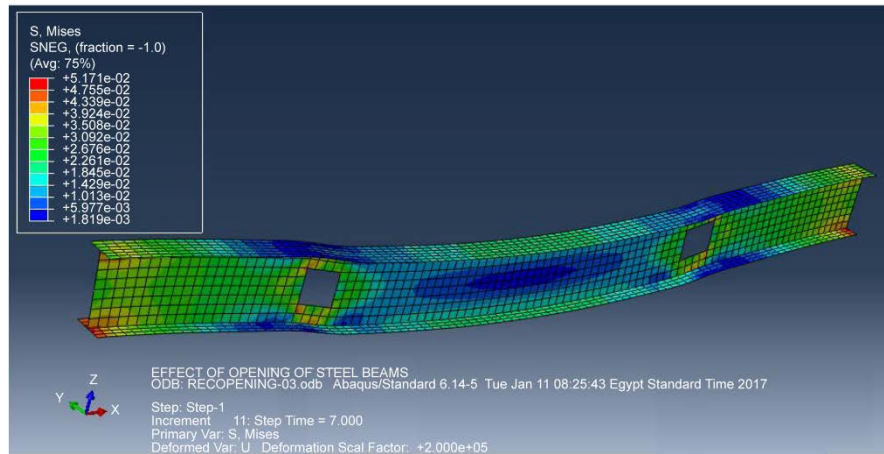 S, Mises
SNEG, (fraction = -1.0)
(Avg: 75%)
+5.171e-02
+4.755e-02
+4.339e-02
+3.924e-02
+3.508e-02
+3.092e-02
+2.676e-02
+2.261e-02
+1.845e-02
+1.429e-02
+1.013e-02
+5.977e-03
+1.819e-03
EFFECT OF OPENING OF STEEL BEAMS
ODB: RECOPENING-03.odb Abaqus/Standard 6.14-5 Tue Jan 11 08:25:43 Egypt Standard Time 2017
Z
Y
X
Step: Step-1
Increment 11: Step Time = 7.000
Primary Var: S, Mises
Deformed Var: U Deformation Scal Factor: +2.000e+05